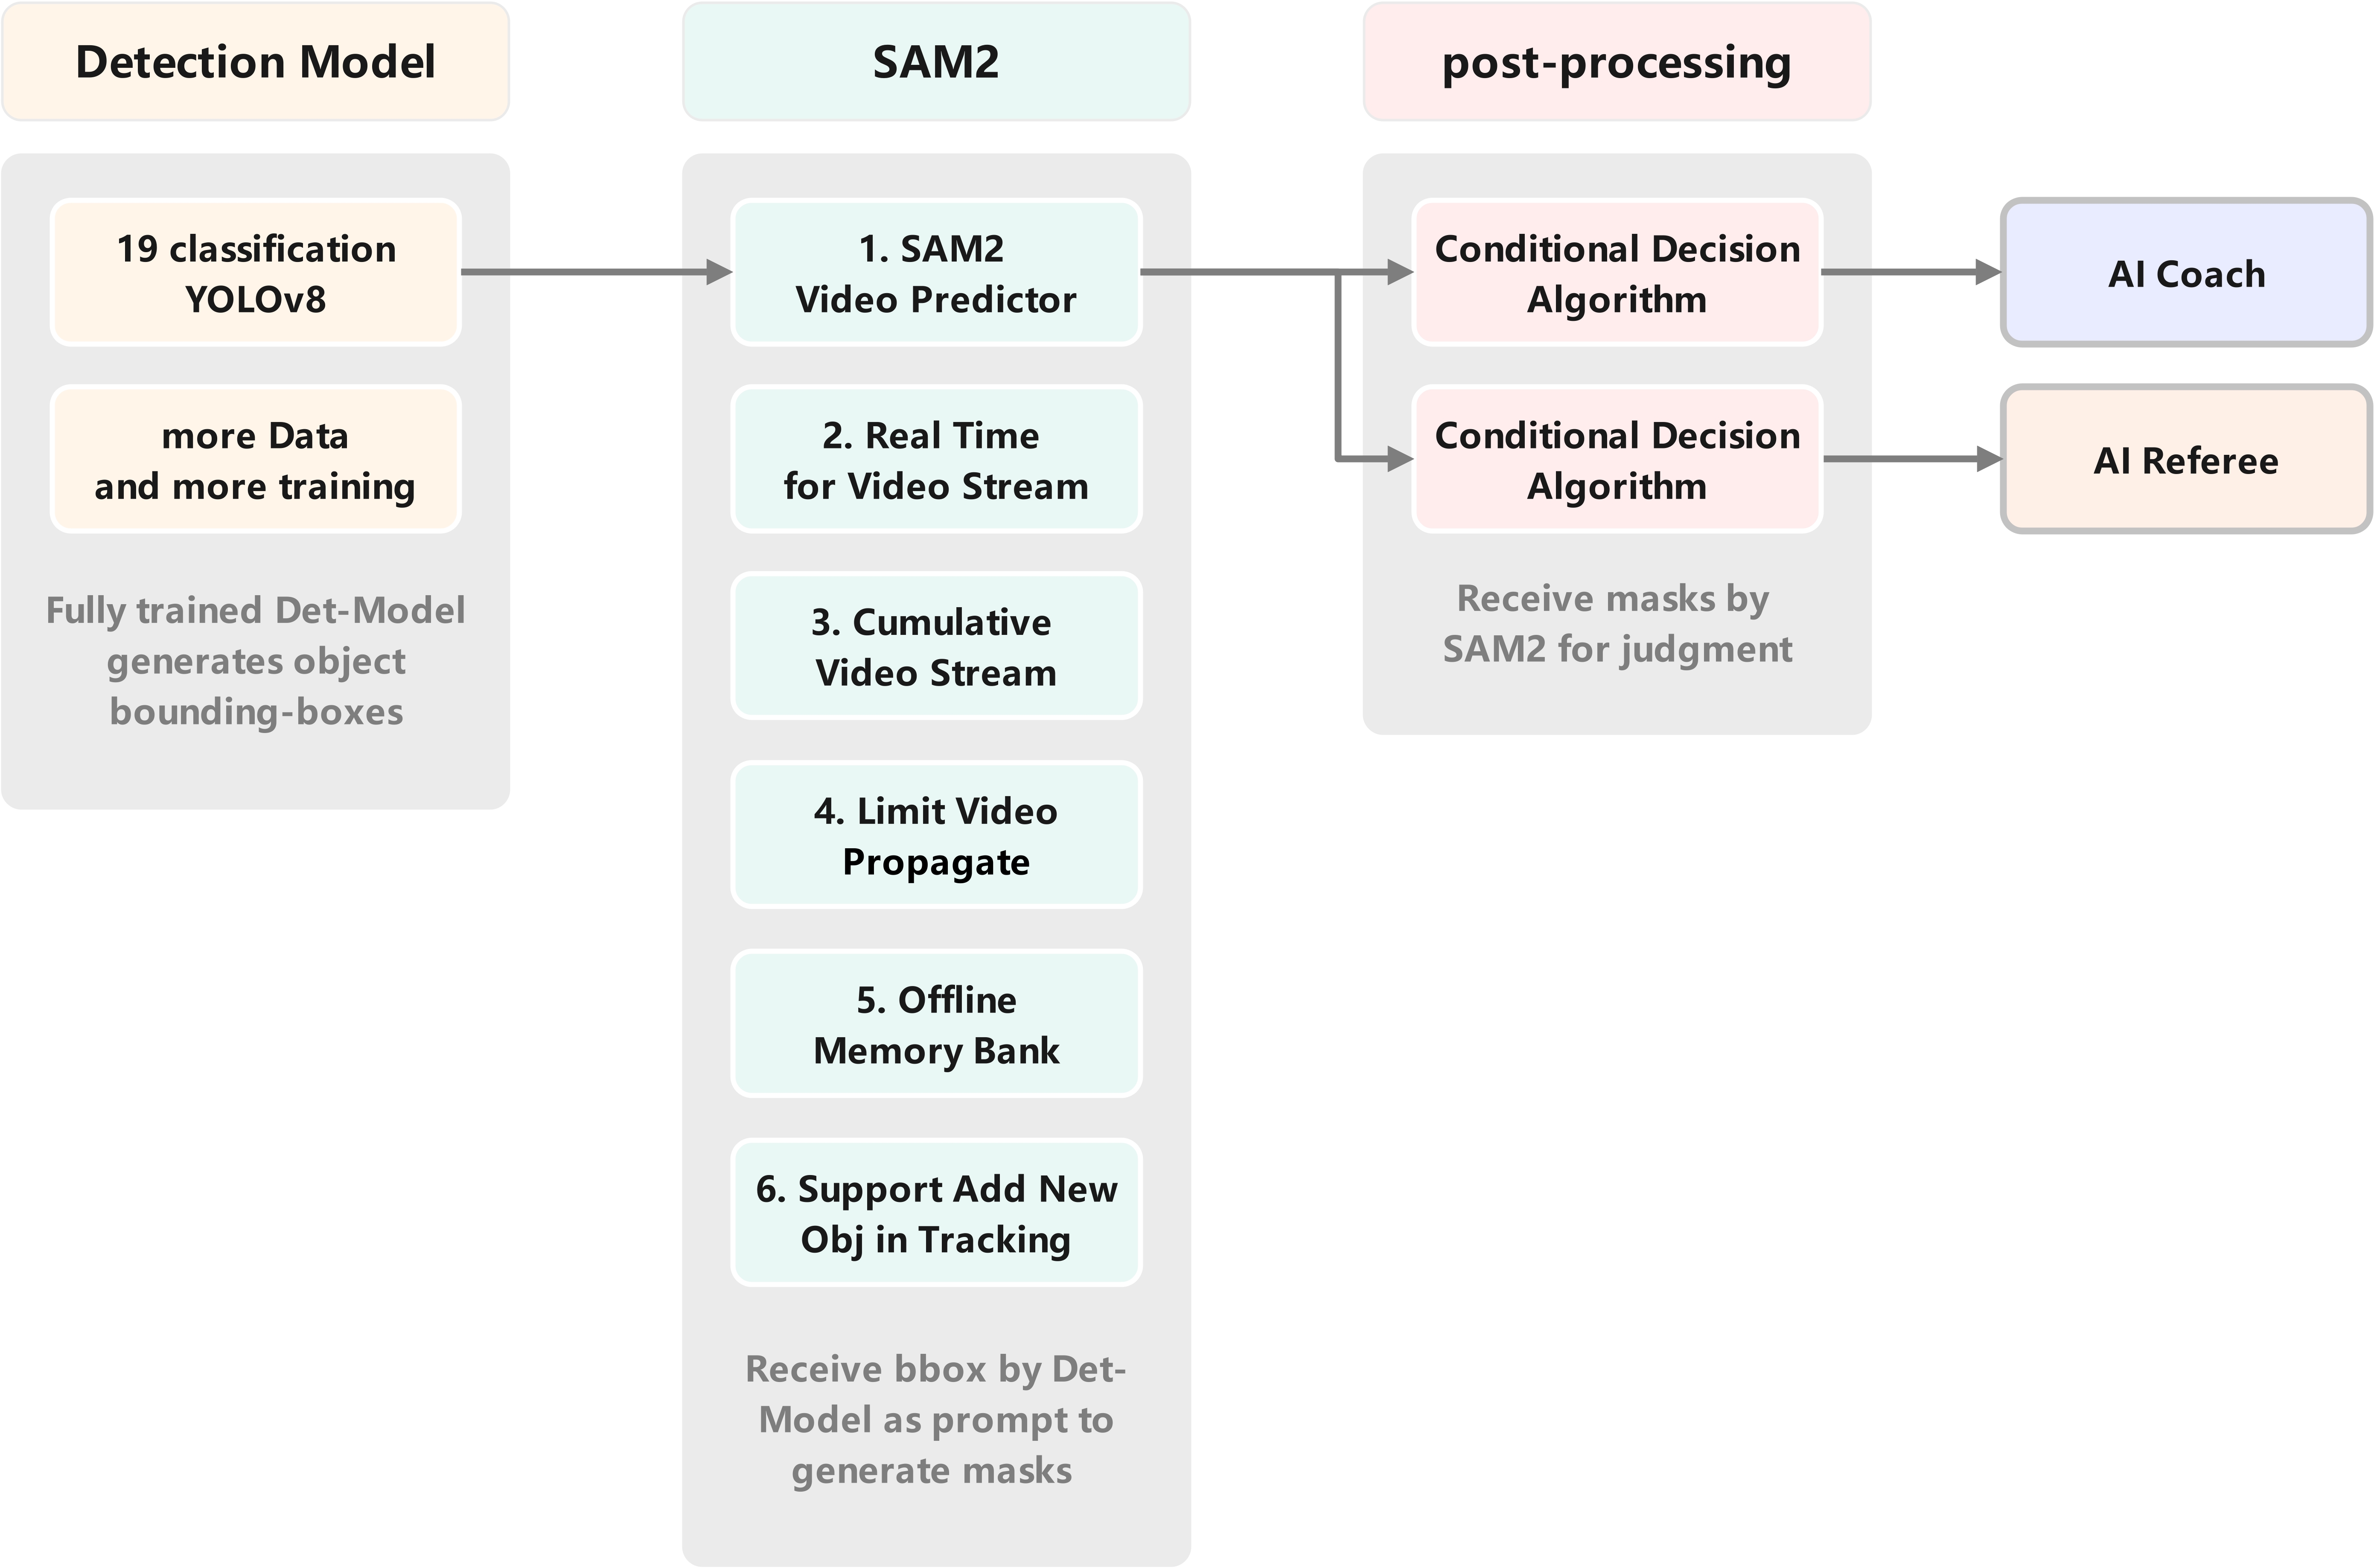 Detection Model
19 classification
YOLOv8
more Data
and more training
Fully trained Det-Model
generates object
bounding-boxes
SAM2
1. SAM2
Video Predictor
2. Real Time
for Video Stream
3. Cumulative
Video Stream
4. Limit Video
Propagate
5. Offline
Memory Bank
6. Support Add New
Obj in Tracking
Receive bbox by Det-
Model as prompt to
generate masks
post-processing
Conditional Decision
Algorithm
Conditional Decision
Algorithm
Receive masks by
SAM2 for judgment
AI Coach
AI Referee